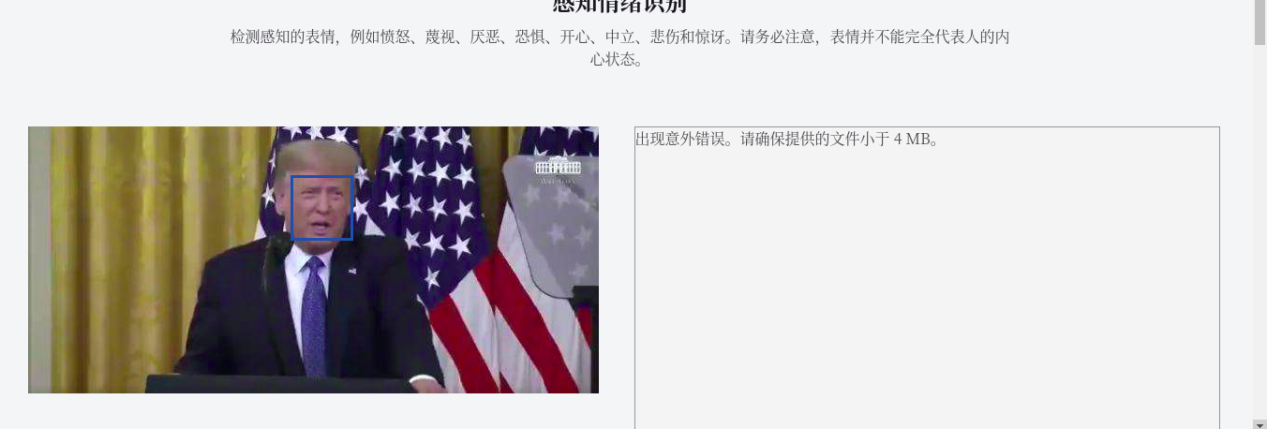 感知情绪识别
检测感知的表情，例如愤怒、蔑视、厌恶、恐惧、开心、中立、悲伤和惊讶。请务必注意，表情并不能完全代表人的内
心状态。
出现意外错误。请确保提供的文件小于 4 MB。